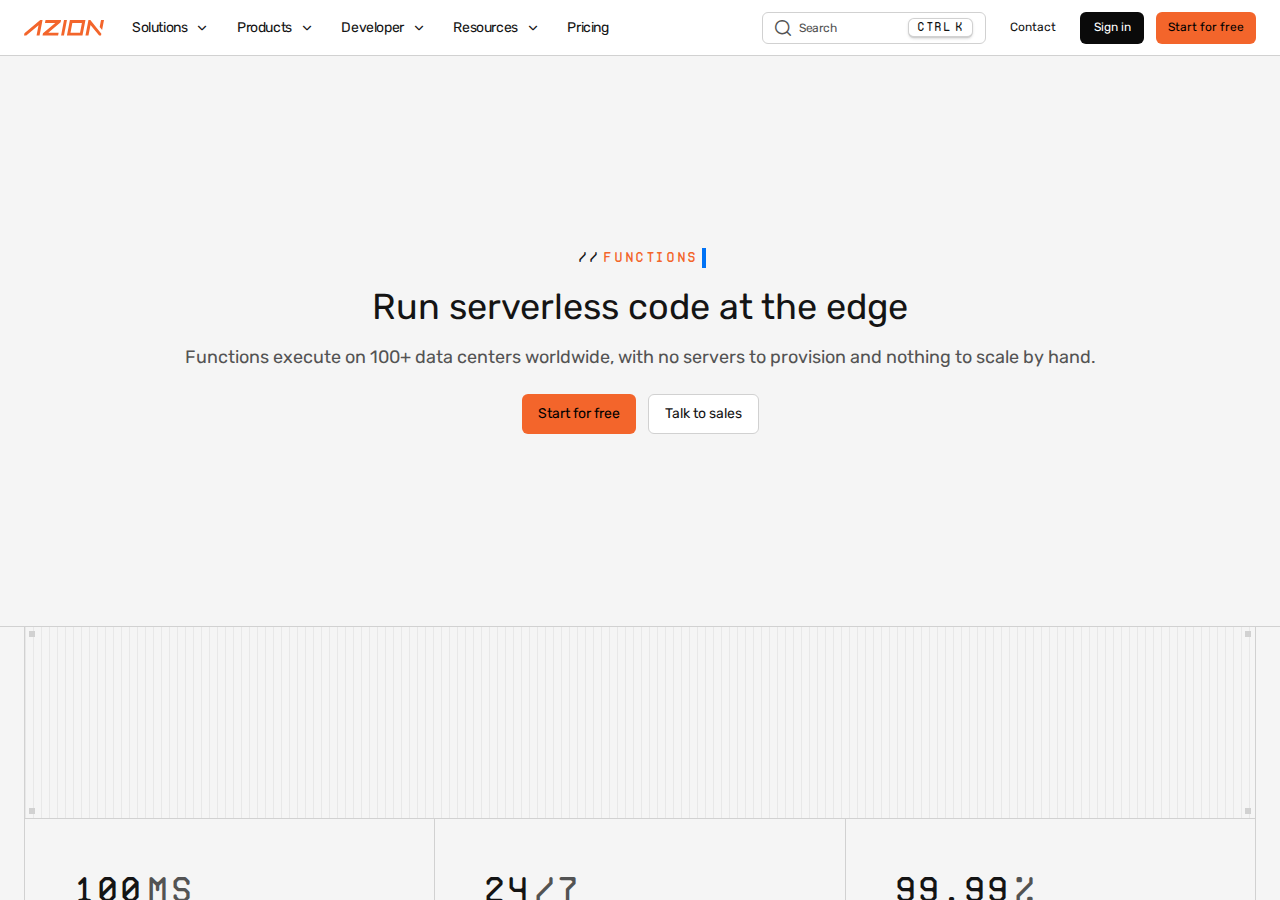 AZION Solutions Products Developer Resources Pricing Search CTRL K Contact Sign in Start for free
// FUNCTIONS
Run serverless code at the edge
Functions execute on 100+ data centers worldwide, with no servers to provision and nothing to scale by hand.
Start for free Talk to sales
100MS 24/7 99.99%